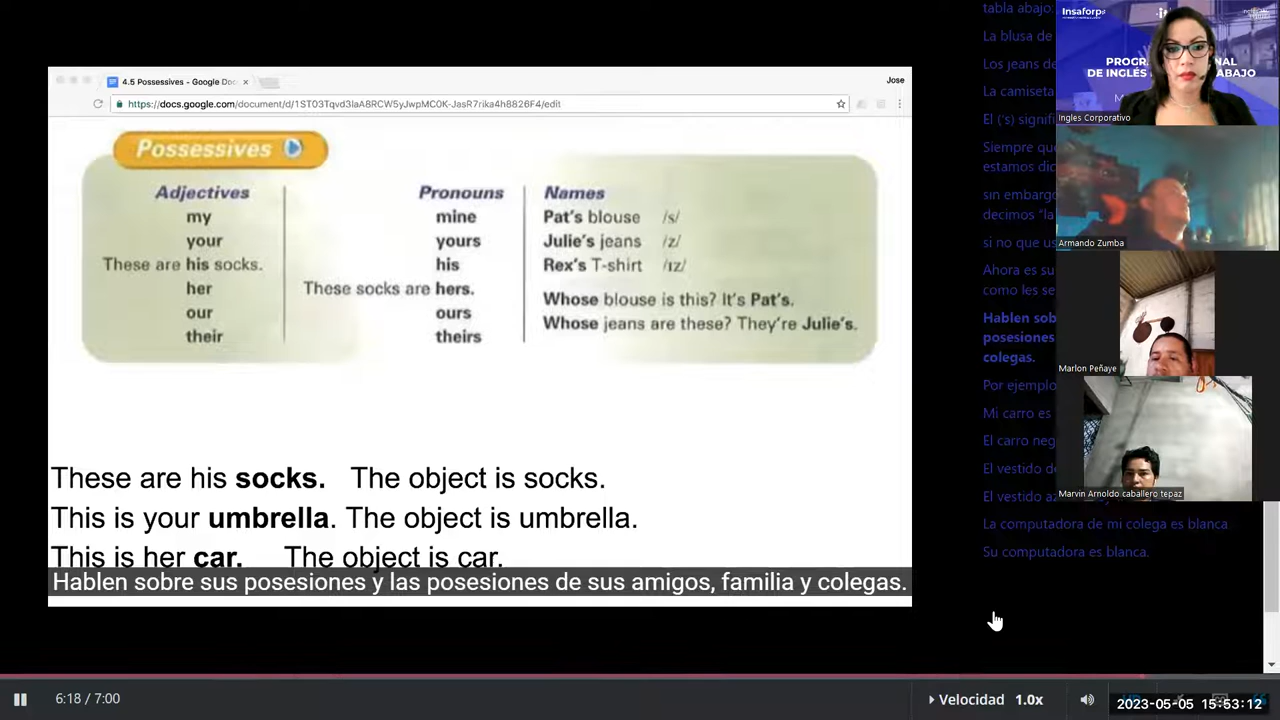 4.5 Possessives - Google Doc
Jose
https://docs.google.com/document/d/1ST03Tqvd3laA8RCW5yJwpMC0K-JasR7rika4h8826F4/edit
Possessives
Adjectives
my
your
These are his socks.
her
our
their
Pronouns
mine
yours
his
These socks are hers.
ours
theirs
Names
Pat's blouse /s/
Julie's jeans /z/
Rex's T-shirt /ɪz/
Whose blouse is this? It's Pat's.
Whose jeans are these? They're Julie's.
These are his socks. The object is socks.
This is your umbrella. The object is umbrella.
This is her car. The object is car.
Hablen sobre sus posesiones y las posesiones de sus amigos, familia y colegas.
tabla abajo:
La blusa de
Los jeans de
La camiseta
El ('s) signifi
Siempre que
estamos dic
sin embargo
decimos "la
si no que us
Ahora es su
como les se
Hablen sob
posesiones
colegas.
Por ejemplo
Mi carro es
El carro neg
El vestido de
El vestido az
La computadora de mi colega es blanca.
Su computadora es blanca.
Insaforp
PROGR NAL
DE INGLÉS ABAJO
Ingles Corporativo
Armando Zumba
Marlon Peñaye
Marvin Arnoldo caballero tepaz
6:18 / 7:00
Velocidad 1.0x
2023-05-05 15:53:12